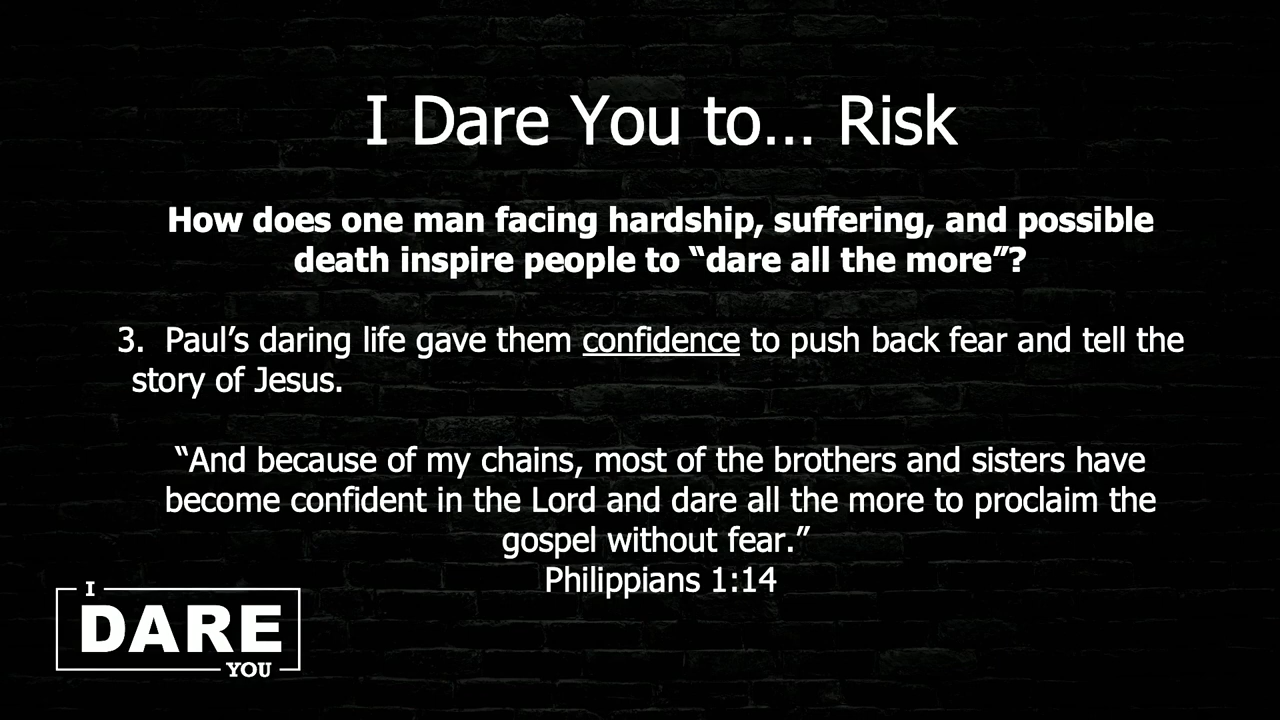 I Dare You to… Risk
How does one man facing hardship, suffering, and possible
death inspire people to “dare all the more”?
3. Paul’s daring life gave them confidence to push back fear and tell the
story of Jesus.
“And because of my chains, most of the brothers and sisters have
become confident in the Lord and dare all the more to proclaim the
gospel without fear.”
Philippians 1:14
I
DARE
YOU